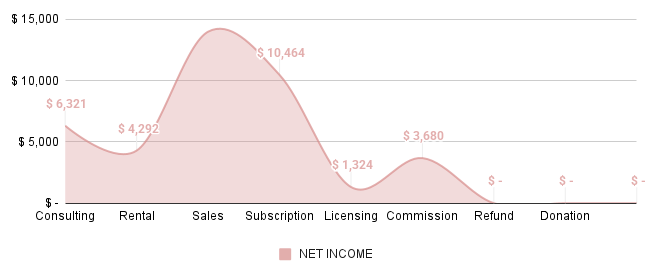 $ 15,000
$ 10,000
$ 5,000
$ -
$ 6,321
$ 4,292
$ 10,464
$ 1,324
$ 3,680
$ -
$ -
$ -
Consulting
Rental
Sales
Subscription
Licensing
Commission
Refund
Donation
NET INCOME